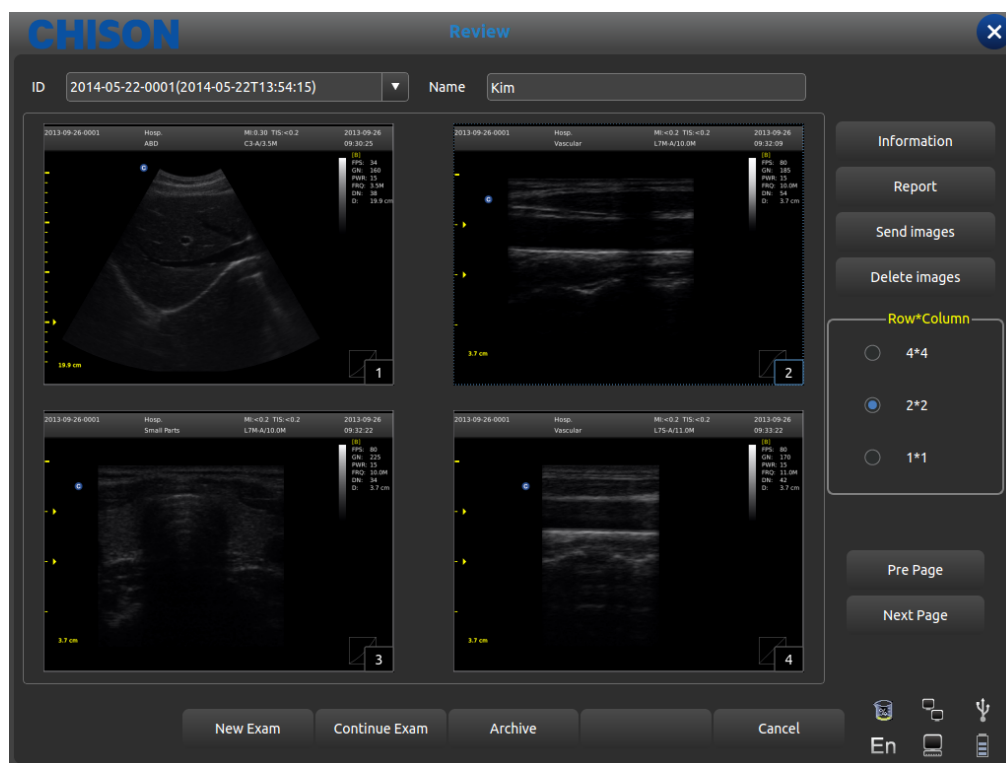 CHISON
Review
ID 2014-05-22-0001(2014-05-22T13:54:15) Name Kim
2013-09-26-0001 Hosp. MI:0.30 TIS:<0.2 2013-09-26
ABD C3-A/3.5M 09:30:25
[B]
FPS: 34
GN: 160
PWR: 15
FRQ: 3.5M
DN: 38
D: 19.9 cm
C
19.9 cm
1
2013-09-26-0001 Hosp. MI:<0.2 TIS:<0.2 2013-09-26
Vascular L7M-A/10.0M 09:32:09
[B]
FPS: 80
GN: 185
PWR: 15
FRQ: 10.0M
DN: 54
D: 3.7 cm
C
3.7 cm
2
2013-09-26-0001 Hosp. MI:<0.2 TIS:<0.2 2013-09-26
Small Parts L7M-A/10.0M 09:32:22
[B]
FPS: 80
GN: 225
PWR: 15
FRQ: 10.0M
DN: 34
D: 3.7 cm
C
3.7 cm
3
2013-09-26-0001 Hosp. MI:<0.2 TIS:<0.2 2013-09-26
Vascular L7S-A/11.0M 09:33:22
[B]
FPS: 80
GN: 170
PWR: 15
FRQ: 11.0M
DN: 42
D: 3.7 cm
C
3.7 cm
4
Information
Report
Send images
Delete images
Row*Column
4*4
2*2
1*1
Pre Page
Next Page
New Exam Continue Exam Archive Cancel
En